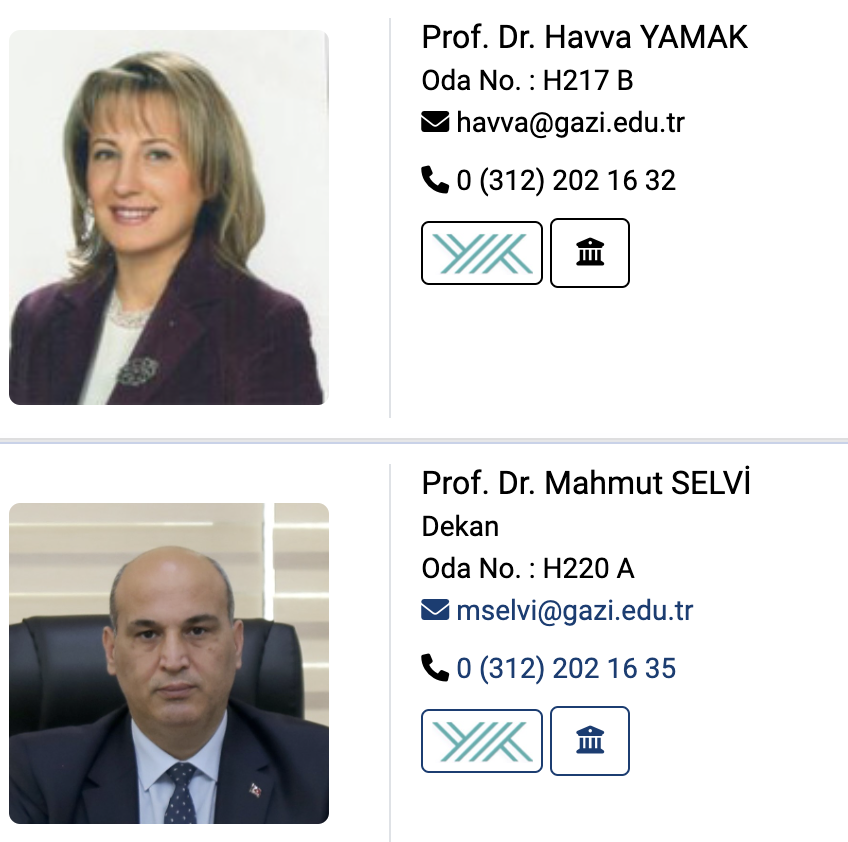 Prof. Dr. Havva YAMAK
Oda No. : H217 B
havva@gazi.edu.tr
0 (312) 202 16 32
Prof. Dr. Mahmut SELVİ
Dekan
Oda No. : H220 A
mselvi@gazi.edu.tr
0 (312) 202 16 35